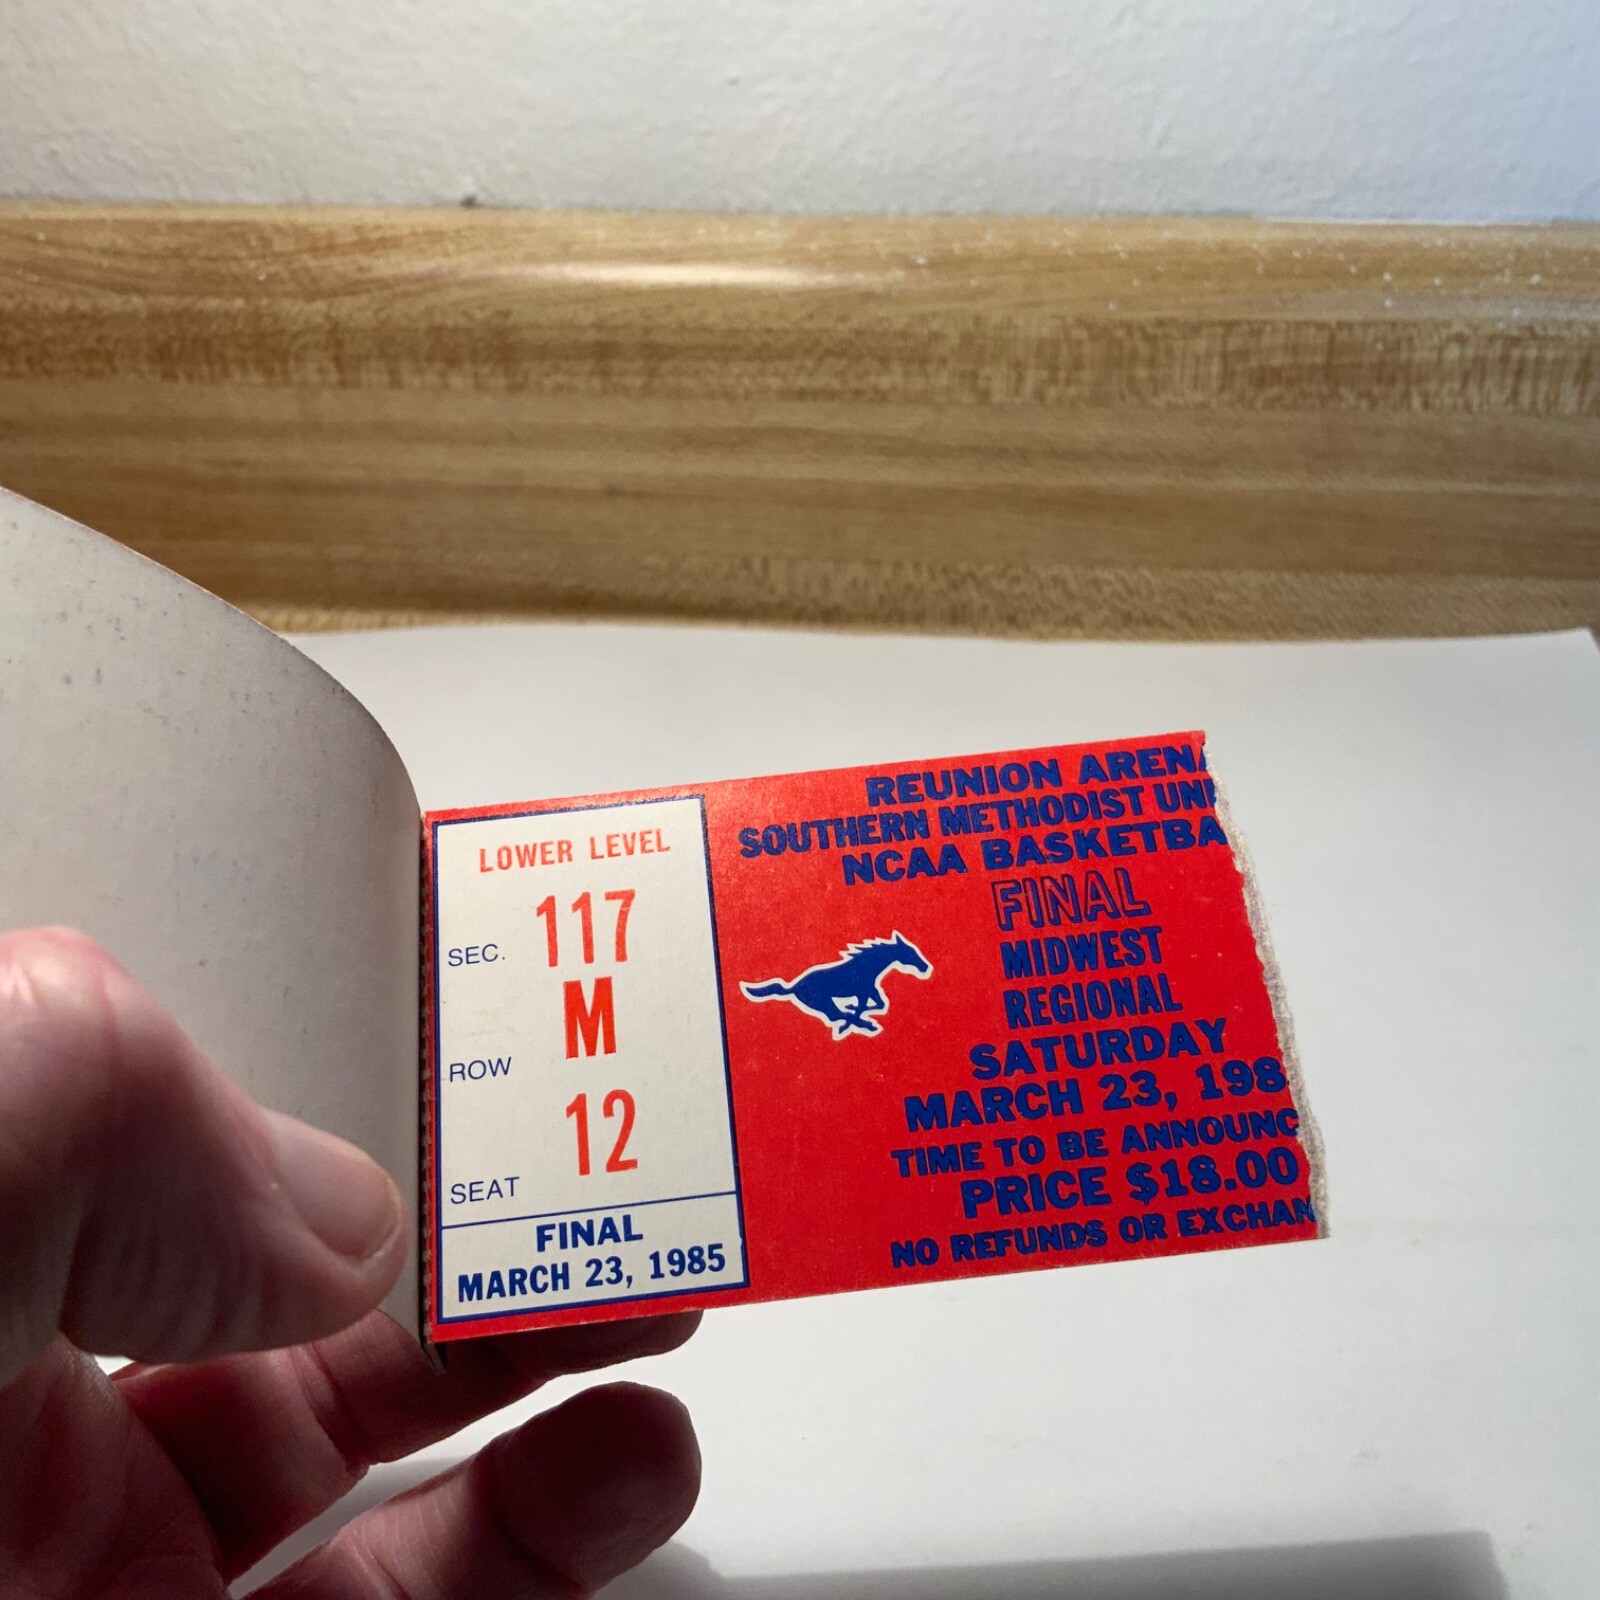 LOWER LEVEL
SEC. 117
ROW M
SEAT 12
FINAL
MARCH 23, 1985
REUNION ARENA
SOUTHERN METHODIST UNI
NCAA BASKETBA
FINAL
MIDWEST
REGIONAL
SATURDAY
MARCH 23, 198
TIME TO BE ANNOUNC
PRICE $18.00
NO REFUNDS OR EXCHAN